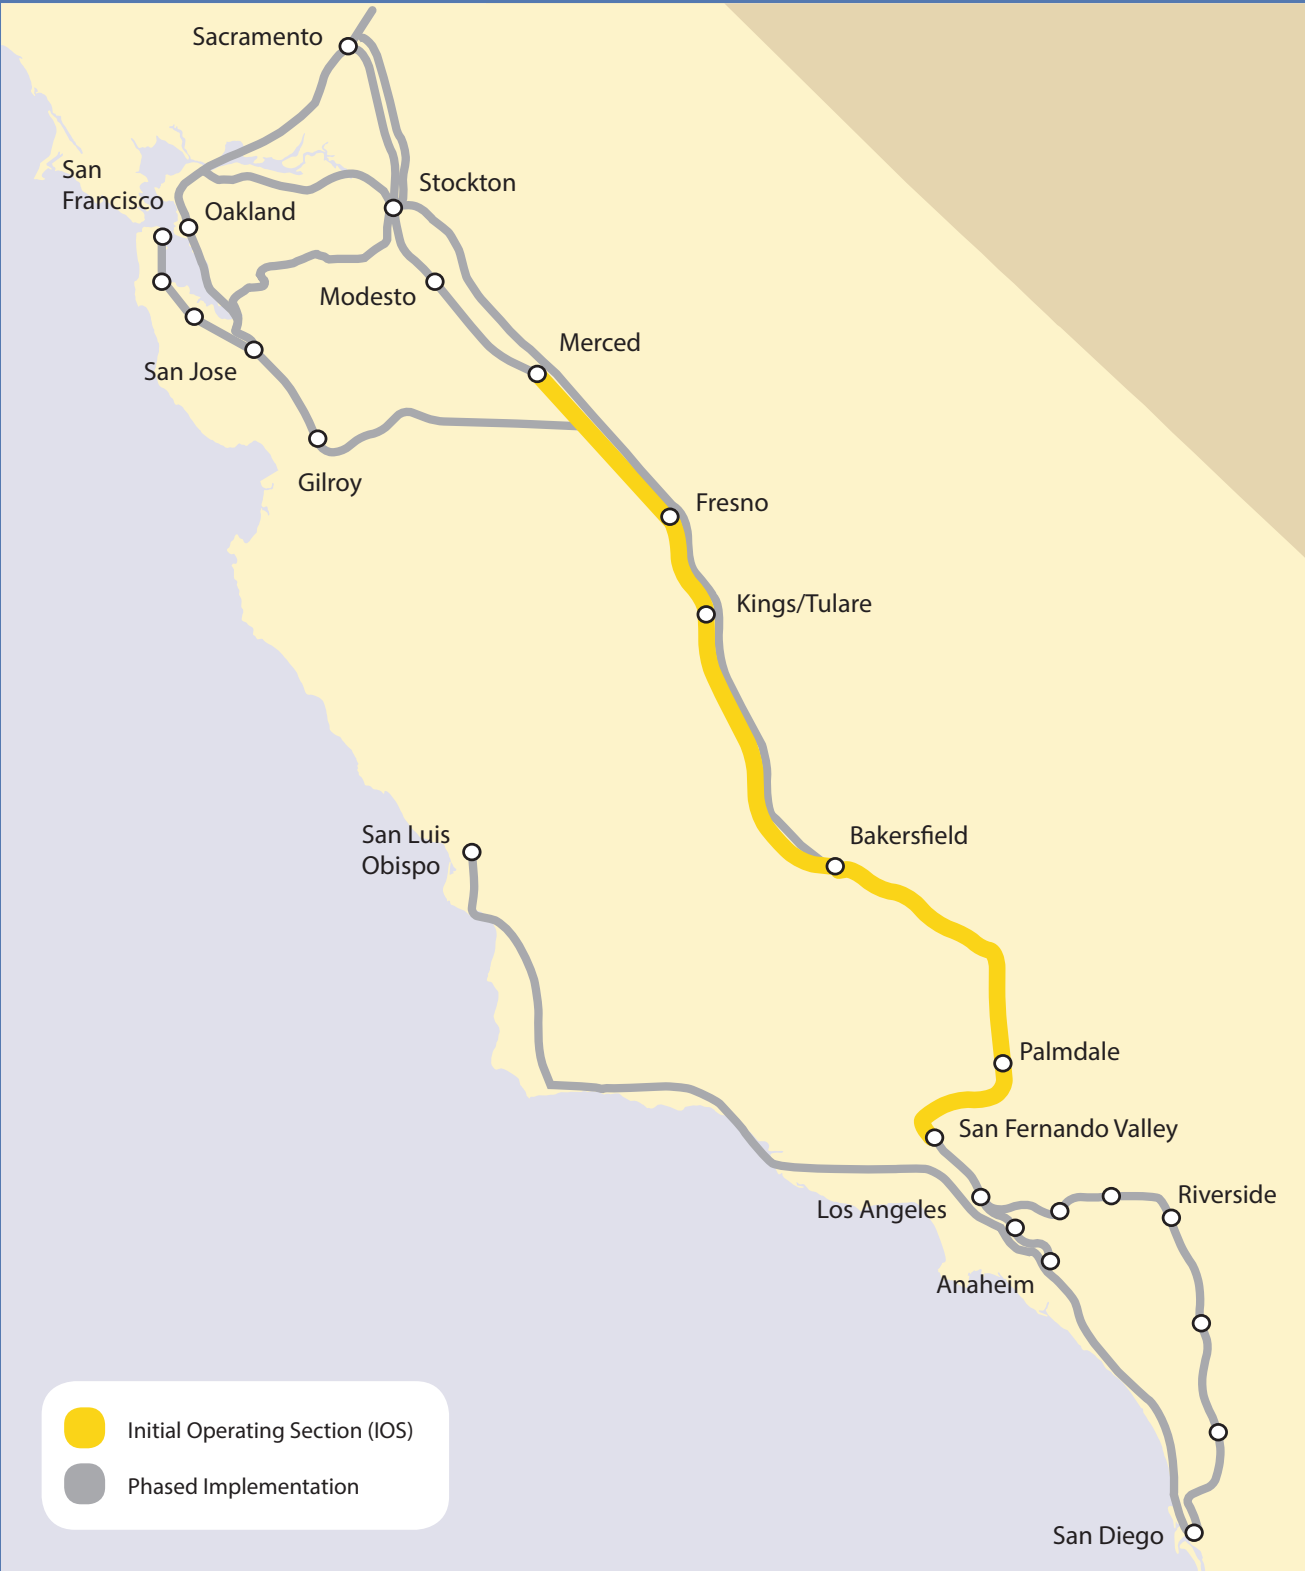 Sacramento
San
Francisco
Oakland
Stockton
Modesto
Merced
San Jose
Gilroy
Fresno
Kings/Tulare
San Luis
Obispo
Bakersfield
Palmdale
San Fernando Valley
Los Angeles
Riverside
Anaheim
Initial Operating Section (IOS)
Phased Implementation
San Diego